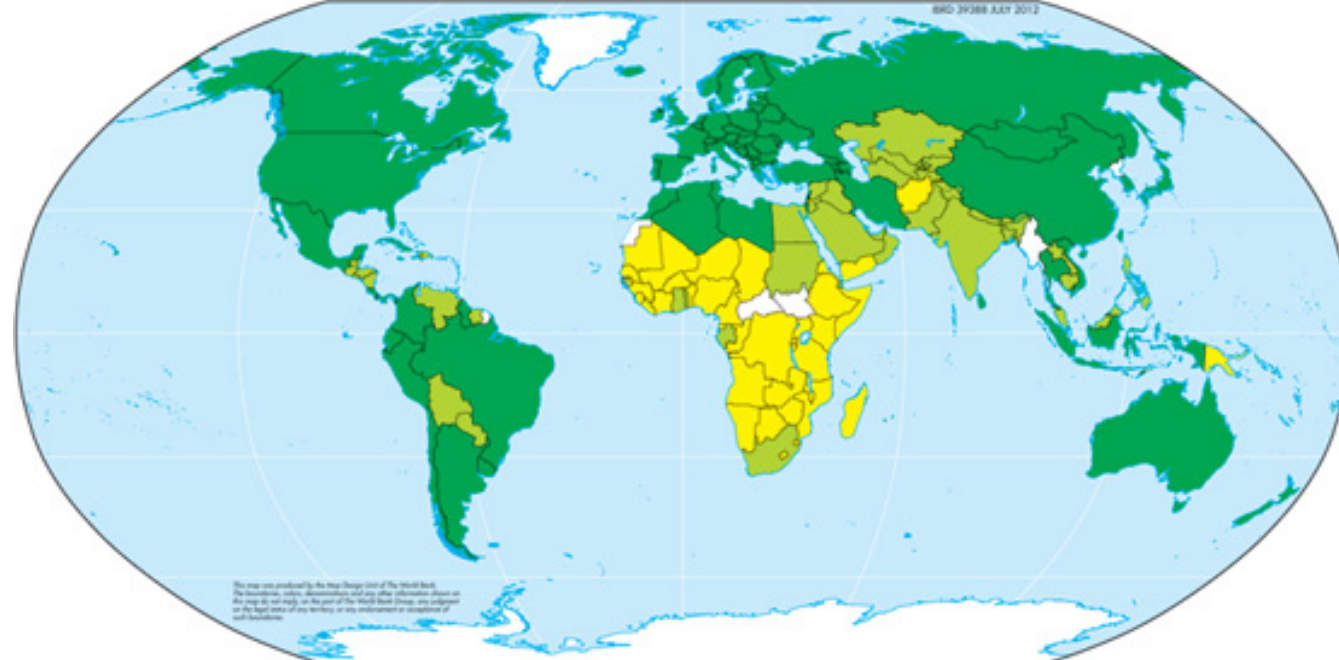 IBRD 39388 JULY 2012
This map was produced by the Map Design Unit of The World Bank.
The boundaries, colors, denominations and any other information shown on
this map do not imply, on the part of The World Bank Group, any judgment
on the legal status of any territory, or any endorsement or acceptance of
such boundaries.